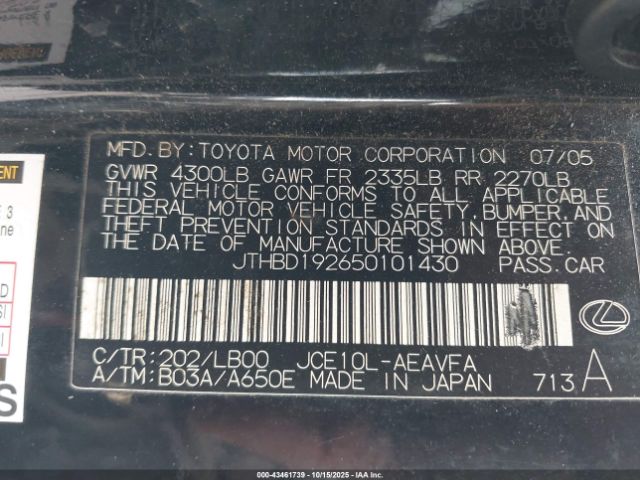 MFD.BY:TOYOTA MOTOR CORPORATION 07/05
GVWR 4300LB GAWR FR 2335LB RR 2270LB
THIS VEHICLE CONFORMS TO ALL APPLICABLE
FEDERAL MOTOR VEHICLE SAFETY,BUMPER,AND
THEFT PREVENTION STANDARDS IN EFFECT ON
THE DATE OF MANUFACTURE SHOWN ABOVE.
JTHBD192650101430 PASS.CAR
C/TR:202/LB00 JCE10L-AEAVFA
A/TM:B03A/A650E MADE IN JAPAN 713 A
000-43461739 - 10/15/2025 - WWW.IAAI.COM